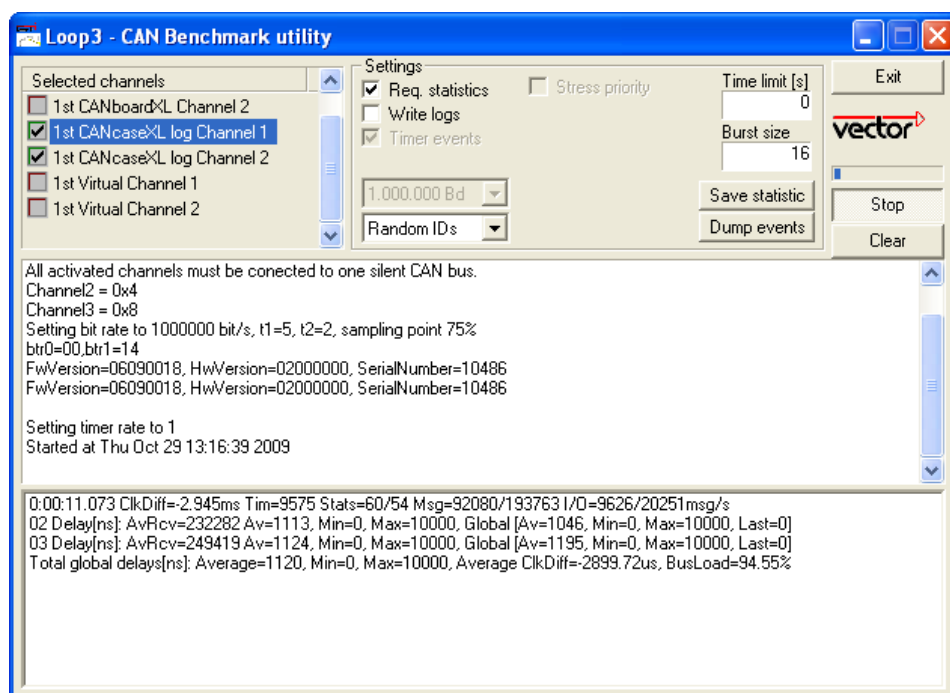 Loop3 - CAN Benchmark utility
Selected channels
1st CANboardXL Channel 2
1st CANcaseXL log Channel 1
1st CANcaseXL log Channel 2
1st Virtual Channel 1
1st Virtual Channel 2
Settings
Req. statistics
Stress priority
Write logs
Timer events
1.000.000 Bd
Random IDs
Time limit [s]
0
Burst size
16
Save statistic
Dump events
Exit
vector
Stop
Clear
All activated channels must be conected to one silent CAN bus.
Channel2 = 0x4
Channel3 = 0x8
Setting bit rate to 1000000 bit/s, t1=5, t2=2, sampling point 75%
btr0=00,btr1=14
FwVersion=06090018, HwVersion=02000000, SerialNumber=10486
FwVersion=06090018, HwVersion=02000000, SerialNumber=10486
Setting timer rate to 1
Started at Thu Oct 29 13:16:39 2009
0:00:11.073 ClkDiff=-2.945ms Tim=9575 Stats=60/54 Msg=92080/193763 I/O=9626/20251msg/s
02 Delay[ns]: AvRcv=232282 Av=1113, Min=0, Max=10000, Global [Av=1046, Min=0, Max=10000, Last=0]
03 Delay[ns]: AvRcv=249419 Av=1124, Min=0, Max=10000, Global [Av=1195, Min=0, Max=10000, Last=0]
Total global delays[ns]: Average=1120, Min=0, Max=10000, Average ClkDiff=-2899.72us, BusLoad=94.55%